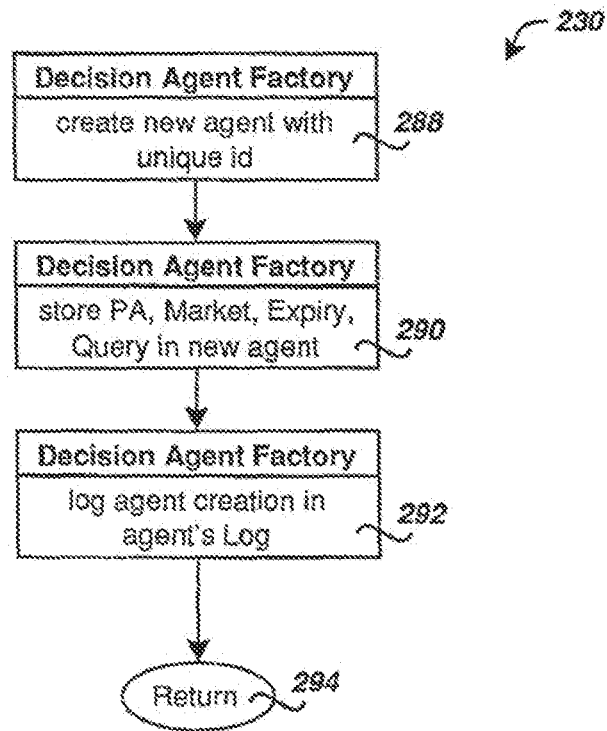 230
Decision Agent Factory
create new agent with
unique id
288
Decision Agent Factory
store PA, Market, Expiry,
Query in new agent
290
Decision Agent Factory
log agent creation in
agent's Log
292
Return
294